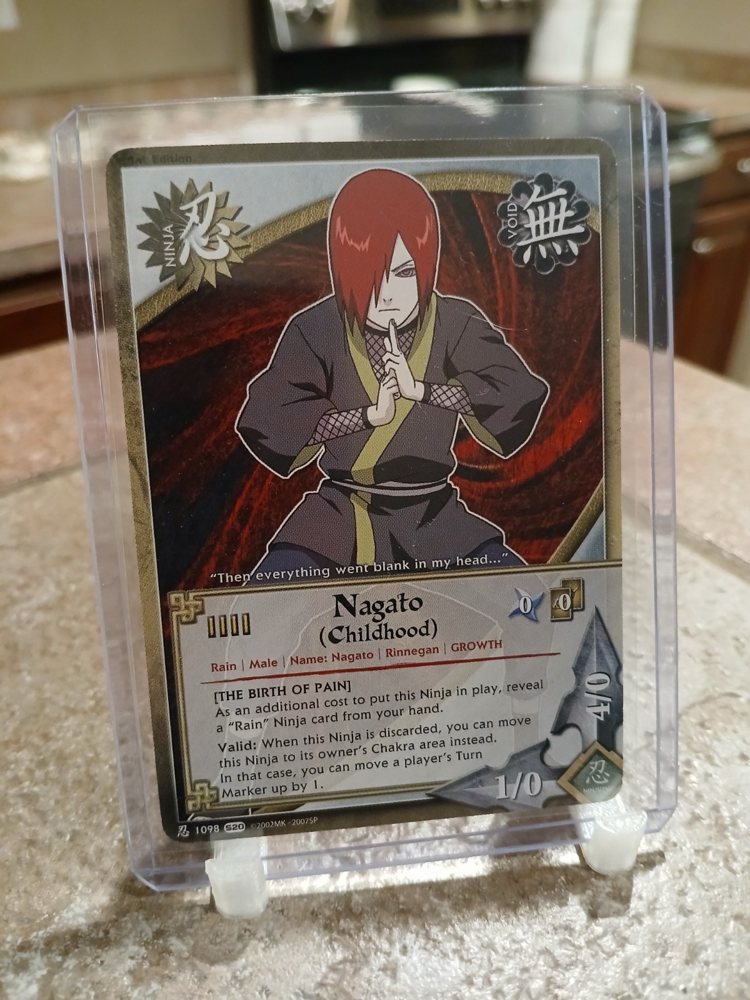 1st Edition
NINJA 忍
VOID 無
“Then everything went blank in my head...”
Nagato
(Childhood)
0 0
Rain | Male | Name: Nagato | Rinnegan | GROWTH
[THE BIRTH OF PAIN]
As an additional cost to put this Ninja in play, reveal
a “Rain” Ninja card from your hand.
Valid: When this Ninja is discarded, you can move
this Ninja to its owner's Chakra area instead.
In that case, you can move a player's Turn
Marker up by 1.
4/0
1/0
忍
忍 1098 S20 ©2002MK -2007SP